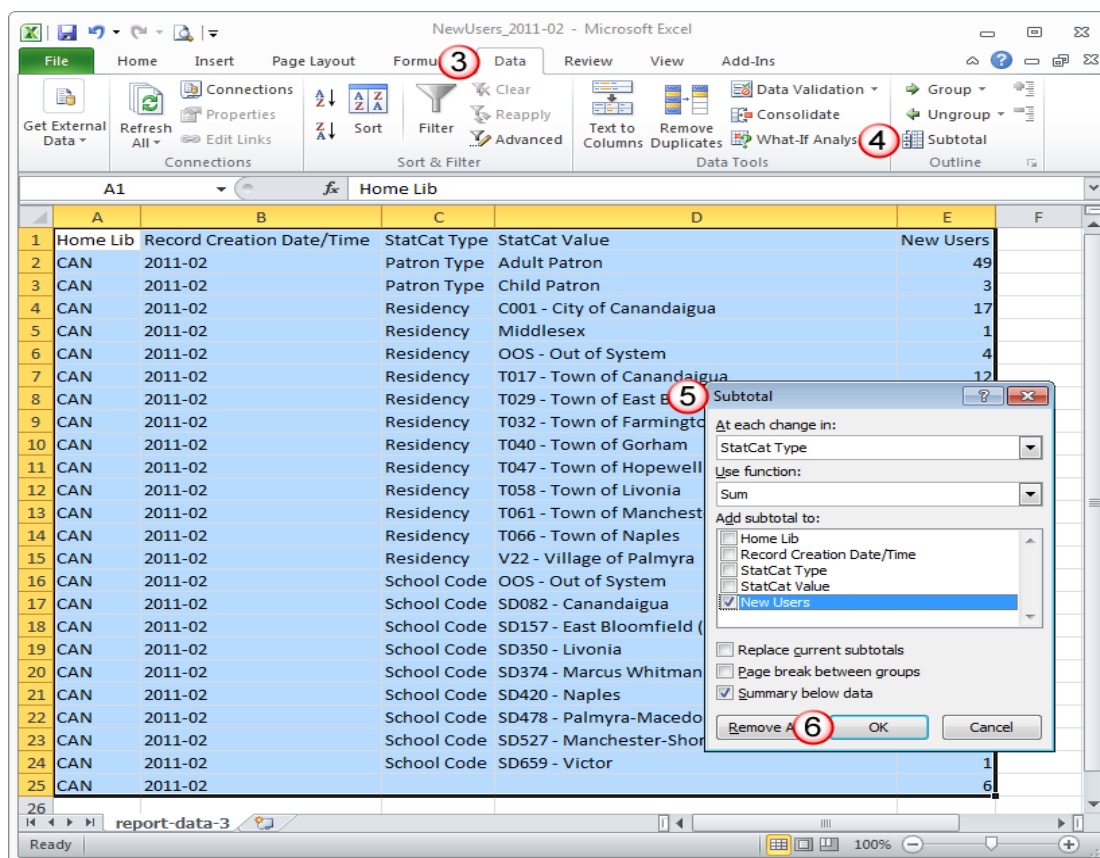 NewUsers_2011-02 - Microsoft Excel
File Home Insert Page Layout Formu 3 Data Review View Add-Ins
Get External Data
Refresh All
Connections
Properties
Edit Links
Connections
Sort
Filter
Clear
Reapply
Advanced
Sort & Filter
Text to Columns
Remove Duplicates
Data Validation
Consolidate
What-If Analys
Data Tools
4
Group
Ungroup
Subtotal
Outline
A1 fx Home Lib
A B C D E F
1 Home Lib Record Creation Date/Time StatCat Type StatCat Value New Users
2 CAN 2011-02 Patron Type Adult Patron 49
3 CAN 2011-02 Patron Type Child Patron 3
4 CAN 2011-02 Residency C001 - City of Canandaigua 17
5 CAN 2011-02 Residency Middlesex 1
6 CAN 2011-02 Residency OOS - Out of System 4
7 CAN 2011-02 Residency T017 - Town of Canandaigua 12
8 CAN 2011-02 Residency T029 - Town of East B
9 CAN 2011-02 Residency T032 - Town of Farmingto
10 CAN 2011-02 Residency T040 - Town of Gorham
11 CAN 2011-02 Residency T047 - Town of Hopewell
12 CAN 2011-02 Residency T058 - Town of Livonia
13 CAN 2011-02 Residency T061 - Town of Manchest
14 CAN 2011-02 Residency T066 - Town of Naples
15 CAN 2011-02 Residency V22 - Village of Palmyra
16 CAN 2011-02 School Code OOS - Out of System
17 CAN 2011-02 School Code SD082 - Canandaigua
18 CAN 2011-02 School Code SD157 - East Bloomfield (
19 CAN 2011-02 School Code SD350 - Livonia
20 CAN 2011-02 School Code SD374 - Marcus Whitman
21 CAN 2011-02 School Code SD420 - Naples
22 CAN 2011-02 School Code SD478 - Palmyra-Macedo
23 CAN 2011-02 School Code SD527 - Manchester-Shor
24 CAN 2011-02 School Code SD659 - Victor 1
25 CAN 2011-02 6
26
5 Subtotal
At each change in:
StatCat Type
Use function:
Sum
Add subtotal to:
Home Lib
Record Creation Date/Time
StatCat Type
StatCat Value
New Users
Replace current subtotals
Page break between groups
Summary below data
Remove A 6 OK Cancel
report-data-3
Ready 100%